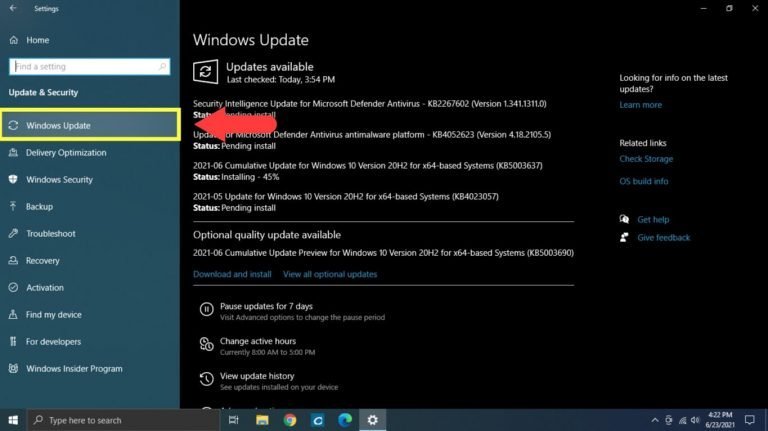 Settings
Home
Find a setting
Update & Security
Windows Update
Delivery Optimization
Windows Security
Backup
Troubleshoot
Recovery
Activation
Find my device
For developers
Windows Insider Program
Windows Update
Updates available
Last checked: Today, 3:54 PM
Security Intelligence Update for Microsoft Defender Antivirus - KB2267602 (Version 1.341.1311.0)
Status: Pending install
Update for Microsoft Defender Antivirus antimalware platform - KB4052623 (Version 4.18.2105.5)
Status: Pending install
2021-06 Cumulative Update for Windows 10 Version 20H2 for x64-based Systems (KB5003637)
Status: Installing - 45%
2021-05 Update for Windows 10 Version 20H2 for x64-based Systems (KB4023057)
Status: Pending install
Optional quality update available
2021-06 Cumulative Update Preview for Windows 10 Version 20H2 for x64-based Systems (KB5003690)
Download and install View all optional updates
Pause updates for 7 days
Visit Advanced options to change the pause period
Change active hours
Currently 8:00 AM to 5:00 PM
View update history
See updates installed on your device
Looking for info on the latest
updates?
Learn more
Related links
Check Storage
OS build info
Get help
Give feedback
Type here to search
4:22 PM
6/23/2021